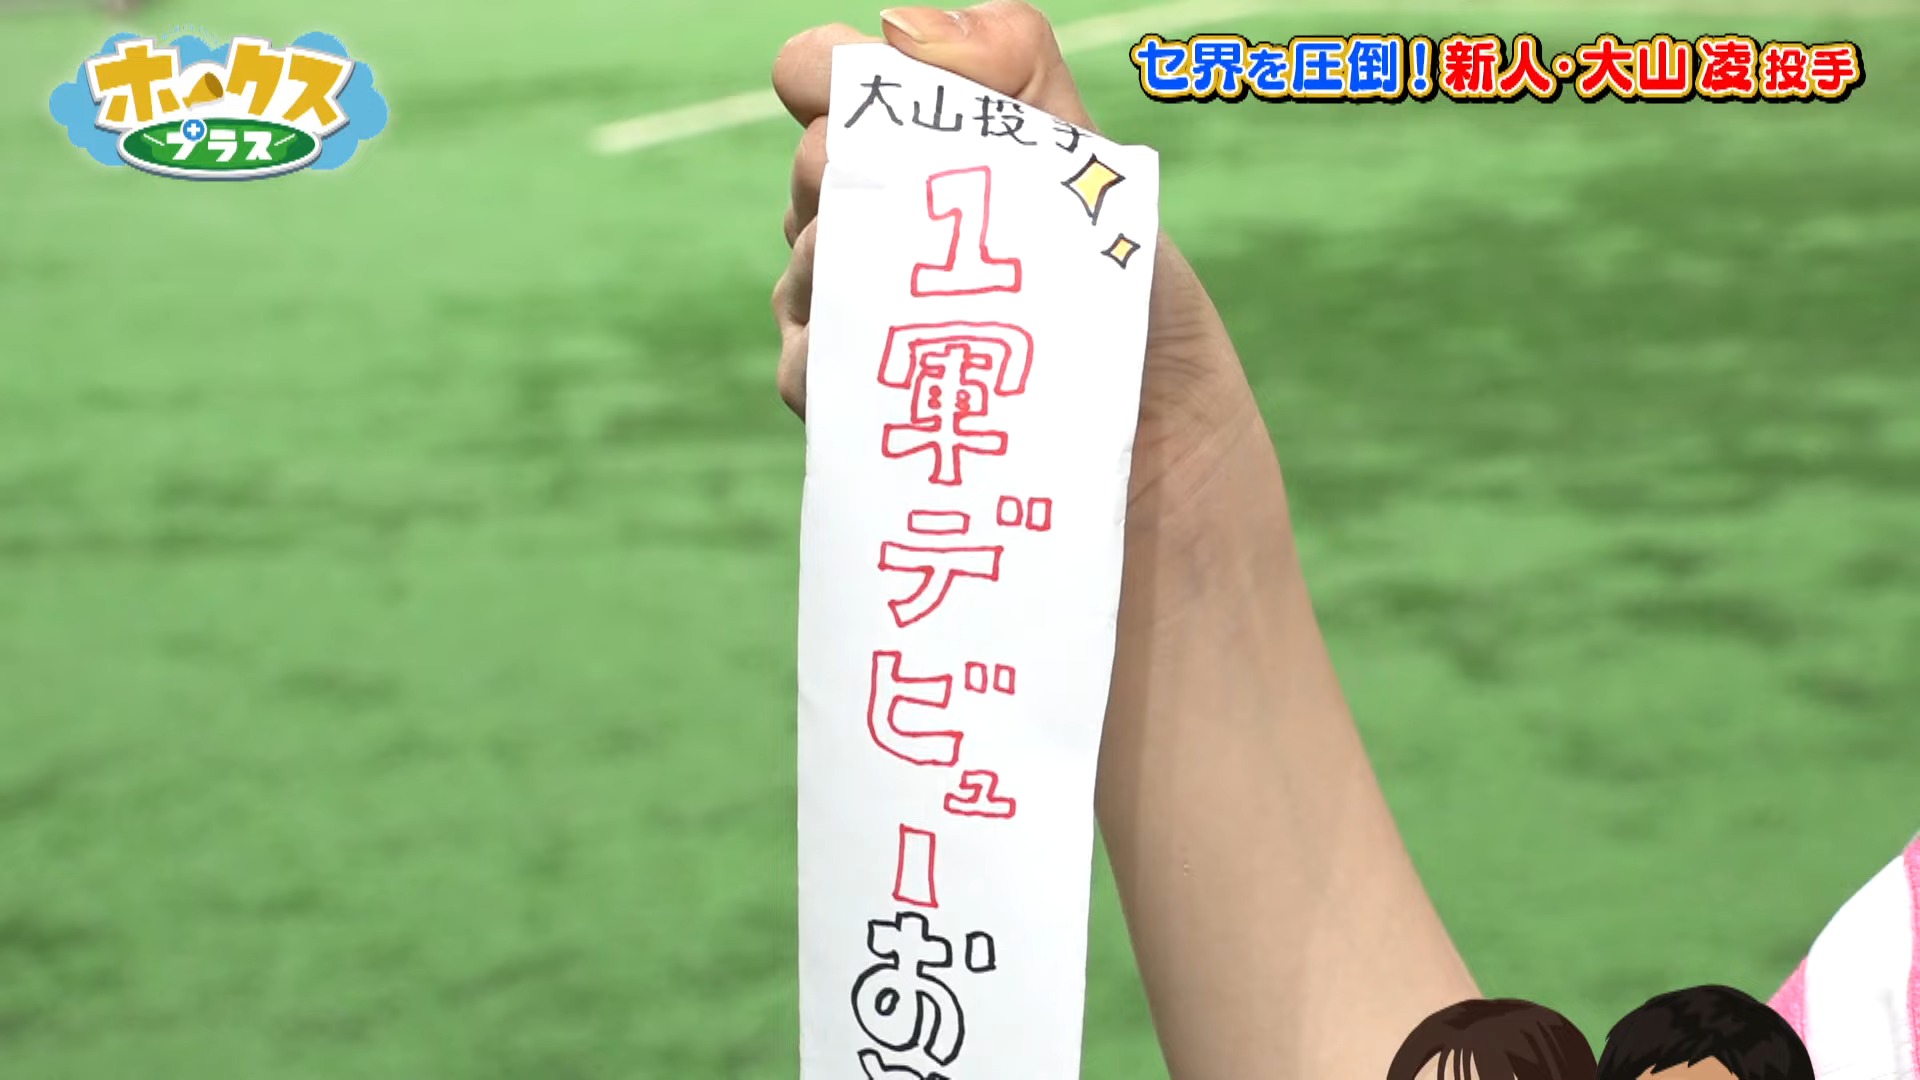 ホークス
プラス
セ界を圧倒!新人・大山 凌 投手
大山投手
1軍デビューお